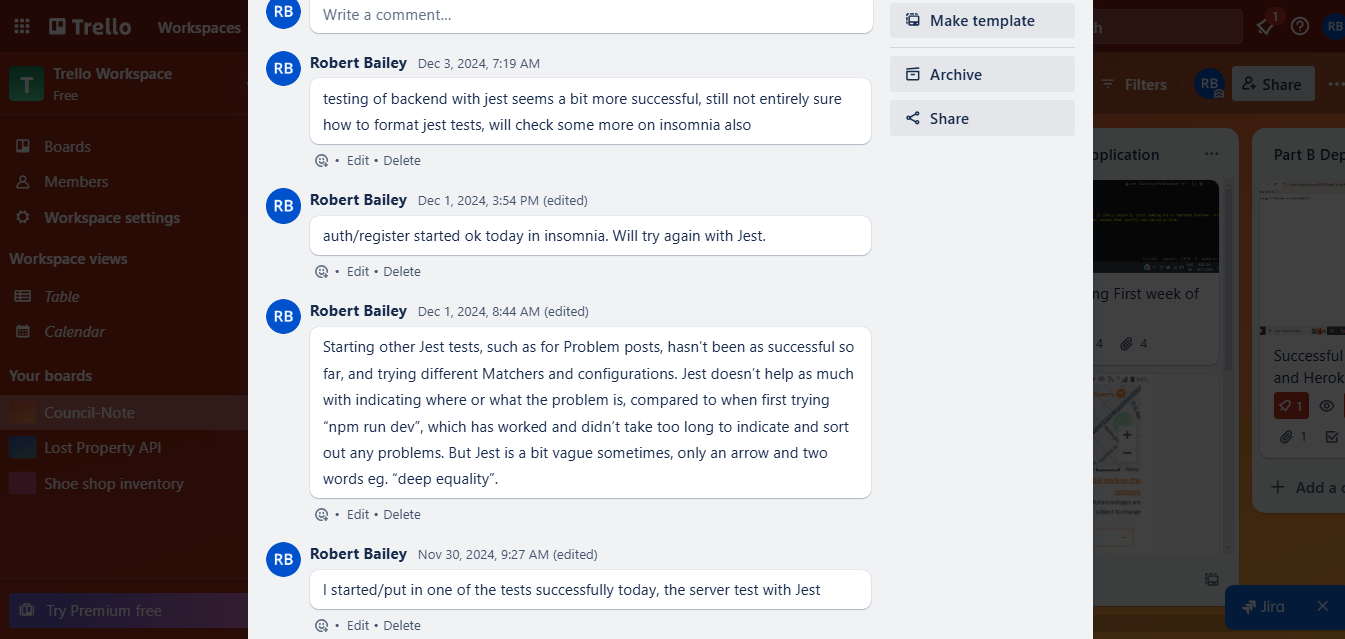 RB
Write a comment...
Make template
Trello
Workspaces
1
RB
Robert Bailey Dec 3, 2024, 7:19 AM
testing of backend with jest seems a bit more successful, still not entirely sure
how to format jest tests, will check some more on insomnia also
• Edit • Delete
Archive
Share
T
Trello Workspace
Free
Filters
RB
Share
Boards
Members
Workspace settings
Workspace views
Table
Calendar
Your boards
Council-Note
Lost Property API
Shoe shop inventory
Try Premium free
RB
Robert Bailey Dec 1, 2024, 3:54 PM (edited)
auth/register started ok today in insomnia. Will try again with Jest.
• Edit • Delete
RB
Robert Bailey Dec 1, 2024, 8:44 AM (edited)
Starting other Jest tests, such as for Problem posts, hasn't been as successful so
far, and trying different Matchers and configurations. Jest doesn't help as much
with indicating where or what the problem is, compared to when first trying
“npm run dev”, which has worked and didn't take too long to indicate and sort
out any problems. But Jest is a bit vague sometimes, only an arrow and two
words eg. “deep equality”.
• Edit • Delete
RB
Robert Bailey Nov 30, 2024, 9:27 AM (edited)
I started/put in one of the tests successfully today, the server test with Jest
• Edit • Delete
plication
First week of
4 4
Part B Dep
Successful
and Herok
1
1
Add a c
Jira